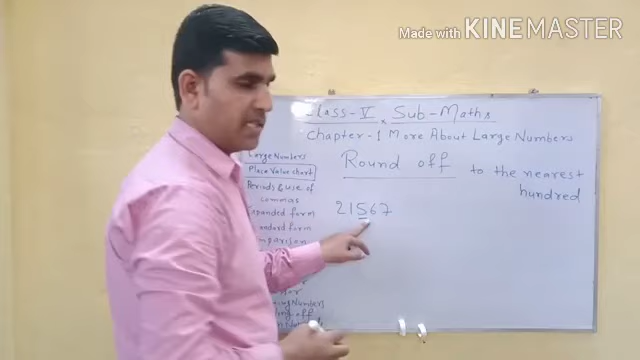 Made with KINEMASTER
Class-V Sub-Maths
Chapter-1 More About Large Numbers
Large Numbers
Place Value chart
Periods & use of
commas
Expanded form
Round off to the nearest
hundred
21567